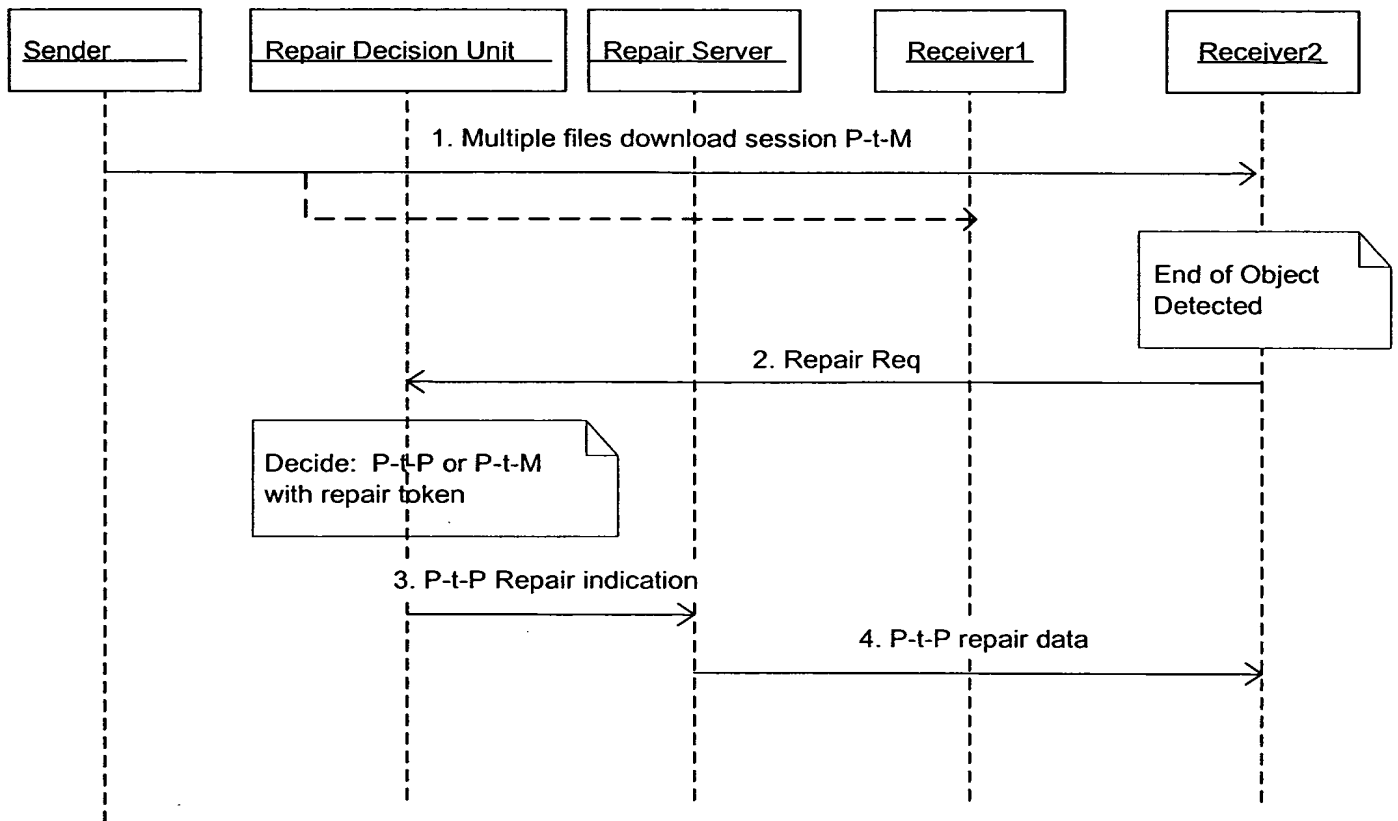 Sender
Repair Decision Unit
Repair Server
Receiver1
Receiver2
1. Multiple files download session P-t-M
End of Object
Detected
2. Repair Req
Decide: P-t-P or P-t-M
with repair token
3. P-t-P Repair indication
4. P-t-P repair data